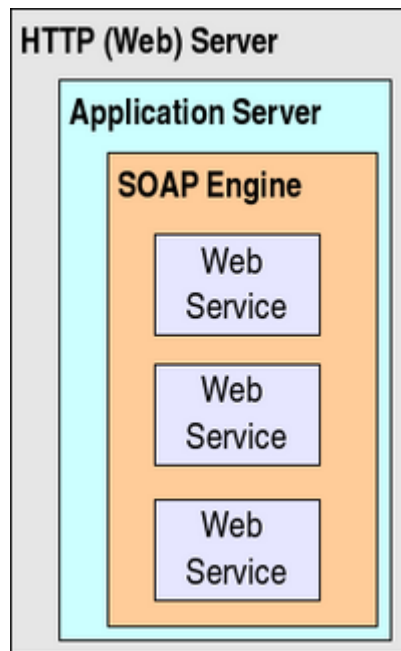 HTTP (Web) Server
Application Server
SOAP Engine
Web
Service
Web
Service
Web
Service